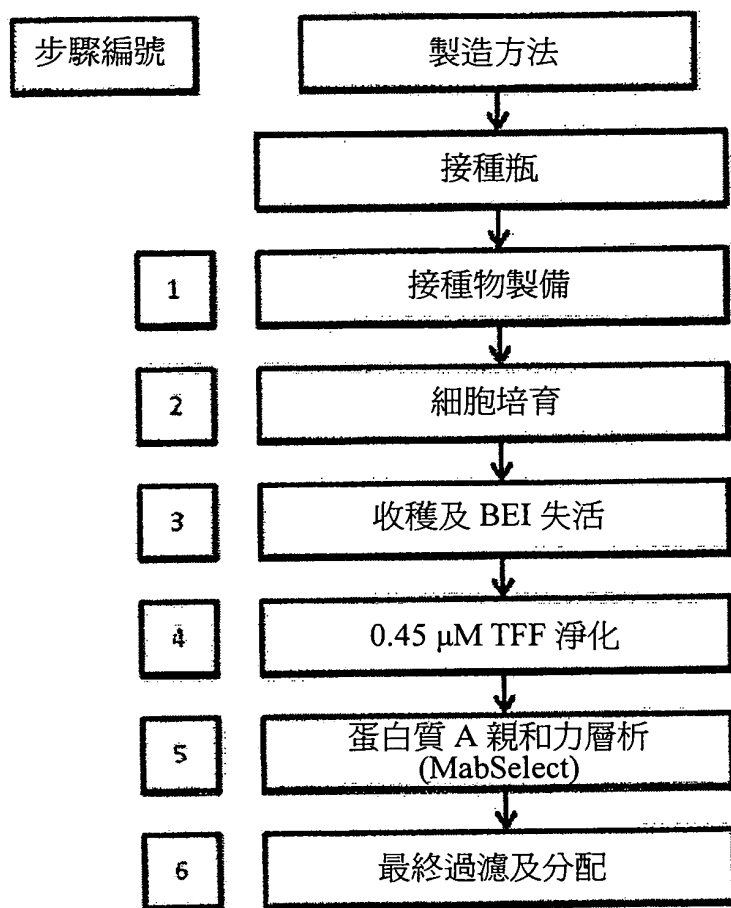 步驟編號
製造方法
接種瓶
1
接種物製備
2
細胞培育
3
收穫及 BEI 失活
4
0.45 μM TFF 淨化
5
蛋白質 A 親和力層析
(MabSelect)
6
最終過濾及分配